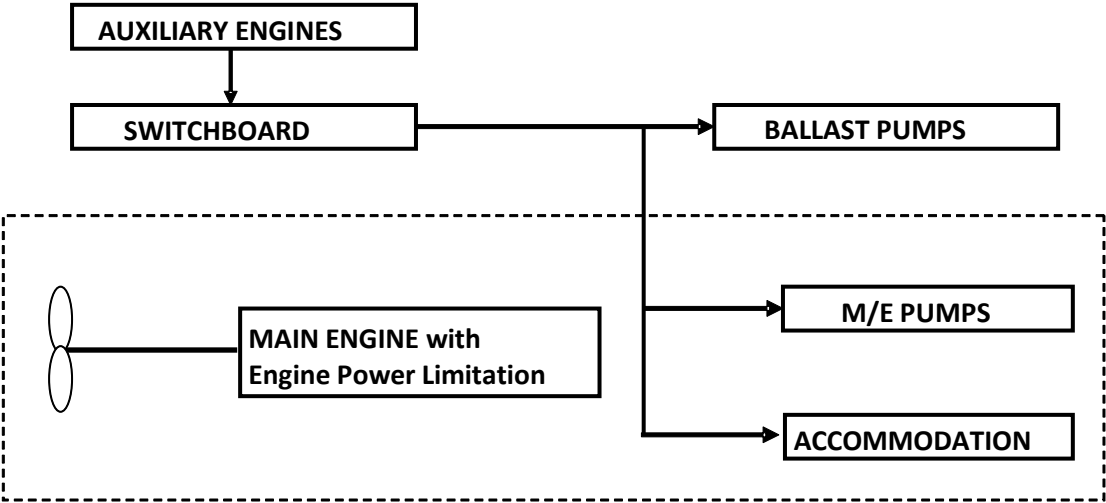 AUXILIARY ENGINES
SWITCHBOARD
BALLAST PUMPS
MAIN ENGINE with
Engine Power Limitation
M/E PUMPS
ACCOMMODATION